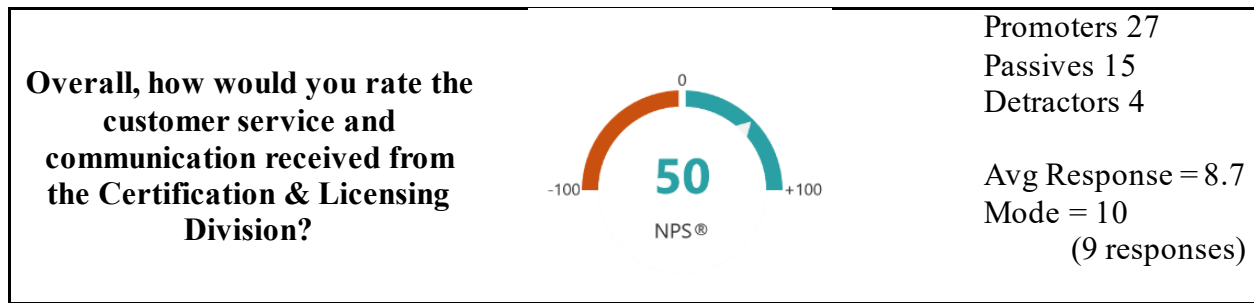 Overall, how would you rate the
customer service and
communication received from
the Certification & Licensing
Division?
0
-100
50
+100
NPS®
Promoters 27
Passives 15
Detractors 4
Avg Response = 8.7
Mode = 10
(9 responses)